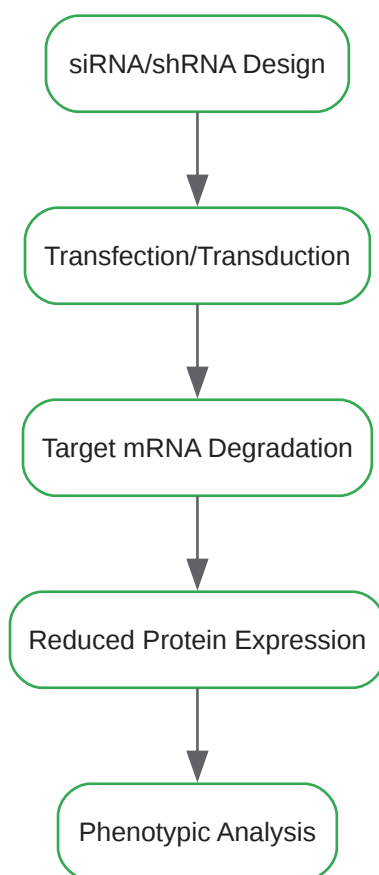 siRNA/shRNA Design
Transfection/Transduction
Target mRNA Degradation
Reduced Protein Expression
Phenotypic Analysis